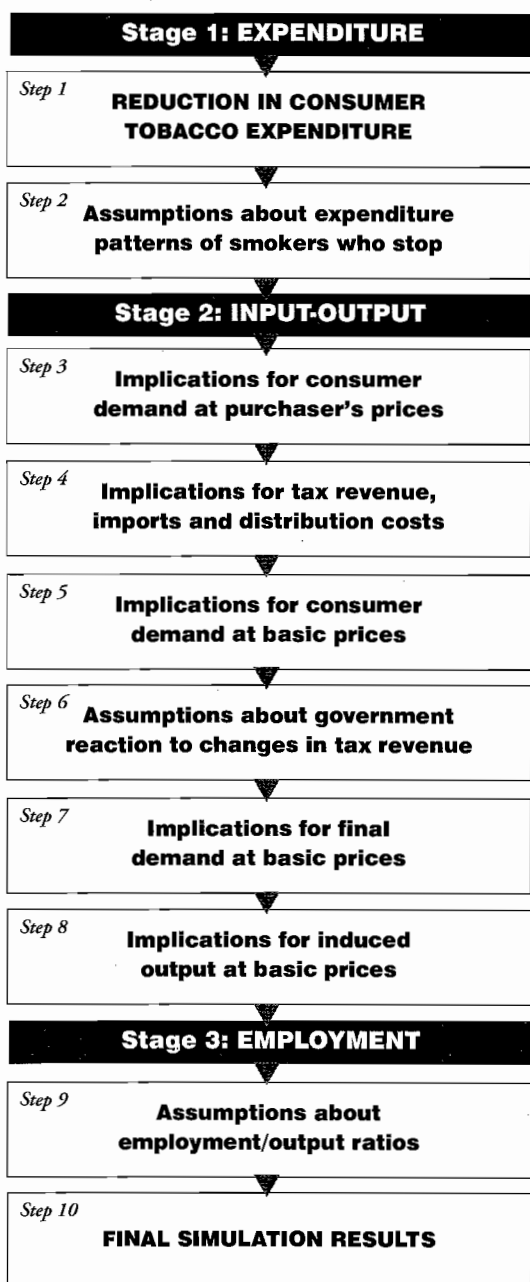 Stage 1: EXPENDITURE
Step 1
REDUCTION IN CONSUMER
TOBACCO EXPENDITURE
Step 2
Assumptions about expenditure
patterns of smokers who stop
Stage 2: INPUT-OUTPUT
Step 3
Implications for consumer
demand at purchaser's prices
Step 4
Implications for tax revenue,
imports and distribution costs
Step 5
Implications for consumer
demand at basic prices
Step 6
Assumptions about government
reaction to changes in tax revenue
Step 7
Implications for final
demand at basic prices
Step 8
Implications for induced
output at basic prices
Stage 3: EMPLOYMENT
Step 9
Assumptions about
employment/output ratios
Step 10
FINAL SIMULATION RESULTS